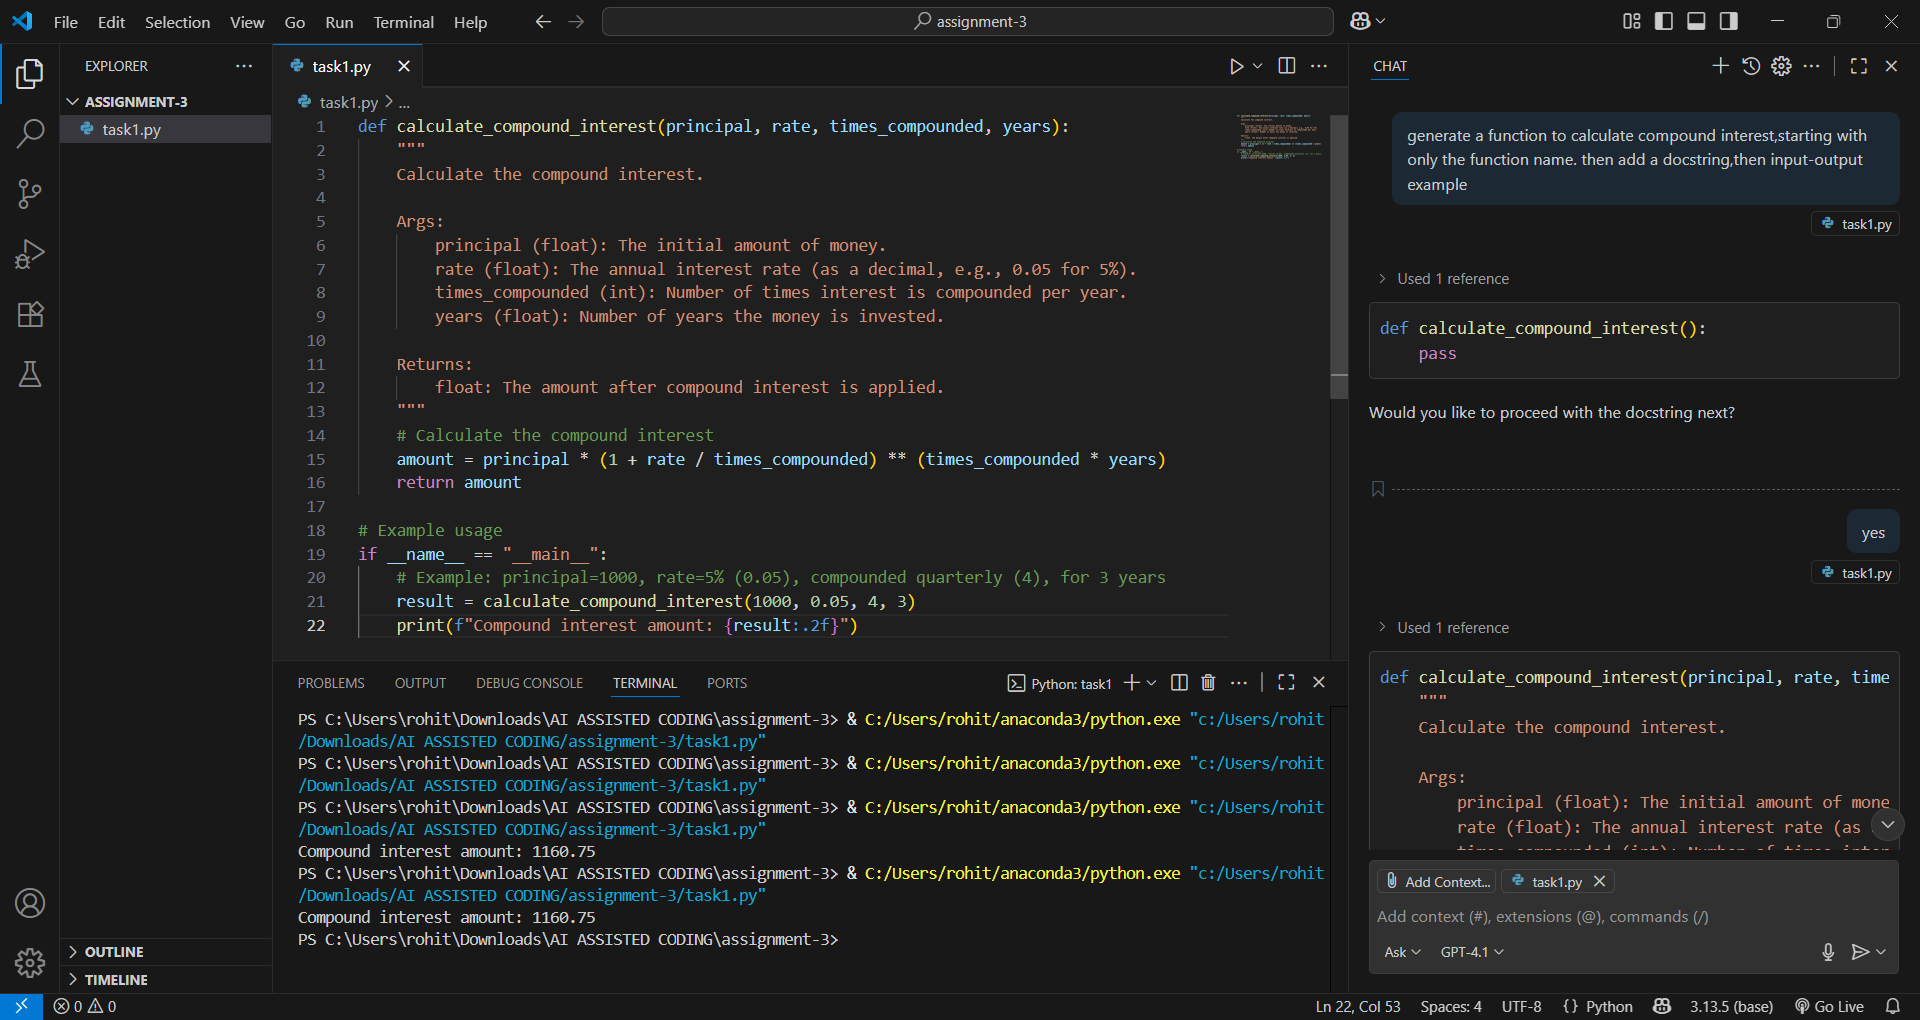 File Edit Selection View Go Run Terminal Help
assignment-3
EXPLORER
ASSIGNMENT-3
task1.py
OUTLINE
TIMELINE
task1.py
task1.py > ...
1 def calculate_compound_interest(principal, rate, times_compounded, years):
2 """
3 Calculate the compound interest.
4
5 Args:
6 principal (float): The initial amount of money.
7 rate (float): The annual interest rate (as a decimal, e.g., 0.05 for 5%).
8 times_compounded (int): Number of times interest is compounded per year.
9 years (float): Number of years the money is invested.
10
11 Returns:
12 float: The amount after compound interest is applied.
13 """
14 # Calculate the compound interest
15 amount = principal * (1 + rate / times_compounded) ** (times_compounded * years)
16 return amount
17
18 # Example usage
19 if __name__ == "__main__":
20 # Example: principal=1000, rate=5% (0.05), compounded quarterly (4), for 3 years
21 result = calculate_compound_interest(1000, 0.05, 4, 3)
22 print(f"Compound interest amount: {result:.2f}")
PROBLEMS OUTPUT DEBUG CONSOLE TERMINAL PORTS Python: task1
PS C:\Users\rohit\Downloads\AI ASSISTED CODING\assignment-3> & C:/Users/rohit/anaconda3/python.exe "c:/Users/rohit
/Downloads/AI ASSISTED CODING/assignment-3/task1.py"
PS C:\Users\rohit\Downloads\AI ASSISTED CODING\assignment-3> & C:/Users/rohit/anaconda3/python.exe "c:/Users/rohit
/Downloads/AI ASSISTED CODING/assignment-3/task1.py"
PS C:\Users\rohit\Downloads\AI ASSISTED CODING\assignment-3> & C:/Users/rohit/anaconda3/python.exe "c:/Users/rohit
/Downloads/AI ASSISTED CODING/assignment-3/task1.py"
Compound interest amount: 1160.75
PS C:\Users\rohit\Downloads\AI ASSISTED CODING\assignment-3> & C:/Users/rohit/anaconda3/python.exe "c:/Users/rohit
/Downloads/AI ASSISTED CODING/assignment-3/task1.py"
Compound interest amount: 1160.75
PS C:\Users\rohit\Downloads\AI ASSISTED CODING\assignment-3>
CHAT
generate a function to calculate compound interest,starting with
only the function name. then add a docstring,then input-output
example
task1.py
Used 1 reference
def calculate_compound_interest():
pass
Would you like to proceed with the docstring next?
yes
task1.py
Used 1 reference
def calculate_compound_interest(principal, rate, time
"""
Calculate the compound interest.
Args:
principal (float): The initial amount of mone
rate (float): The annual interest rate (as
Add Context... task1.py
Add context (#), extensions (@), commands (/)
Ask GPT-4.1
0 0 Ln 22, Col 53 Spaces: 4 UTF-8 {} Python 3.13.5 (base) Go Live